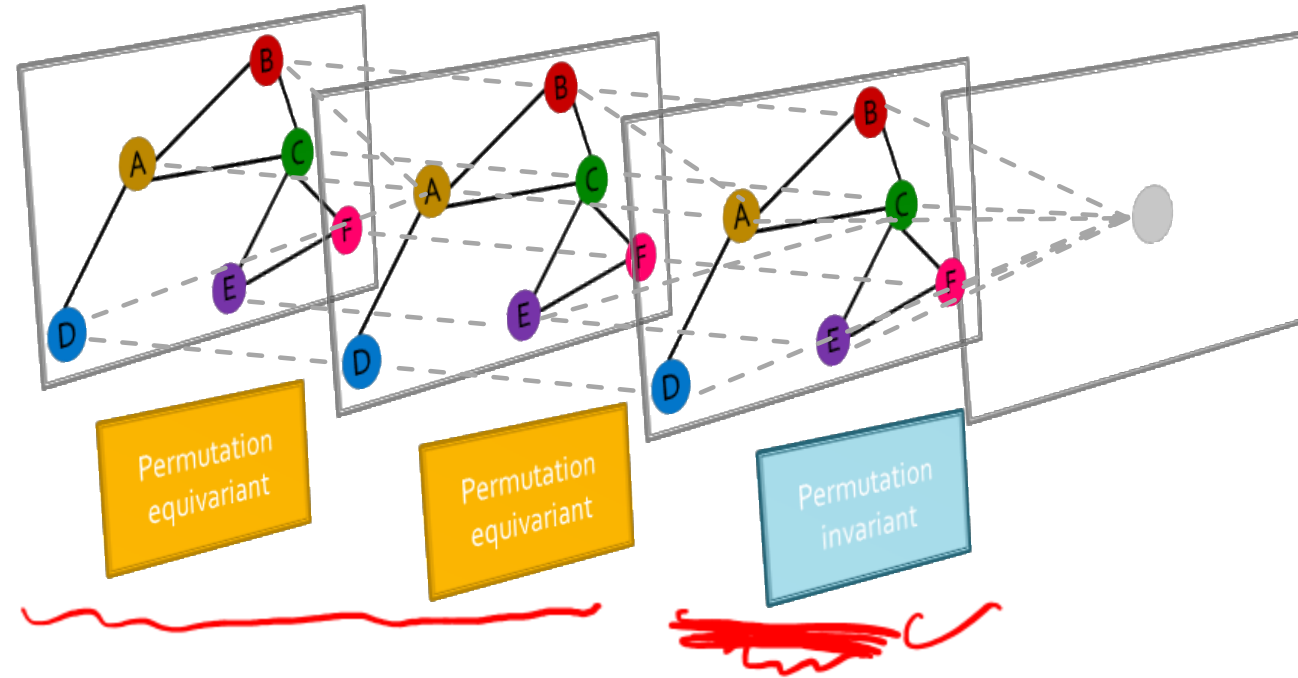 B
A
C
F
E
D
B
A
C
F
E
D
B
A
C
F
E
D
Permutation
equivariant
Permutation
equivariant
Permutation
invariant